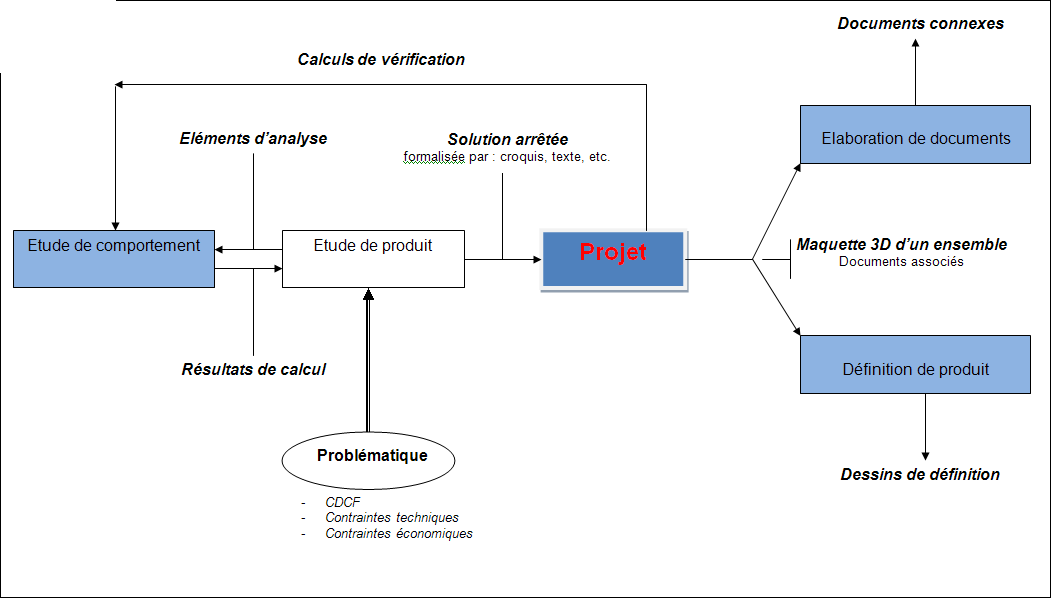 Documents connexes
Calculs de vérification
Eléments d'analyse
Solution arrêtée
formalisée par : croquis, texte, etc.
Elaboration de documents
Etude de comportement
Etude de produit
Projet
Maquette 3D d'un ensemble
Documents associés
Résultats de calcul
Définition de produit
Problématique
Dessins de définition
- CDCF
- Contraintes techniques
- Contraintes économiques